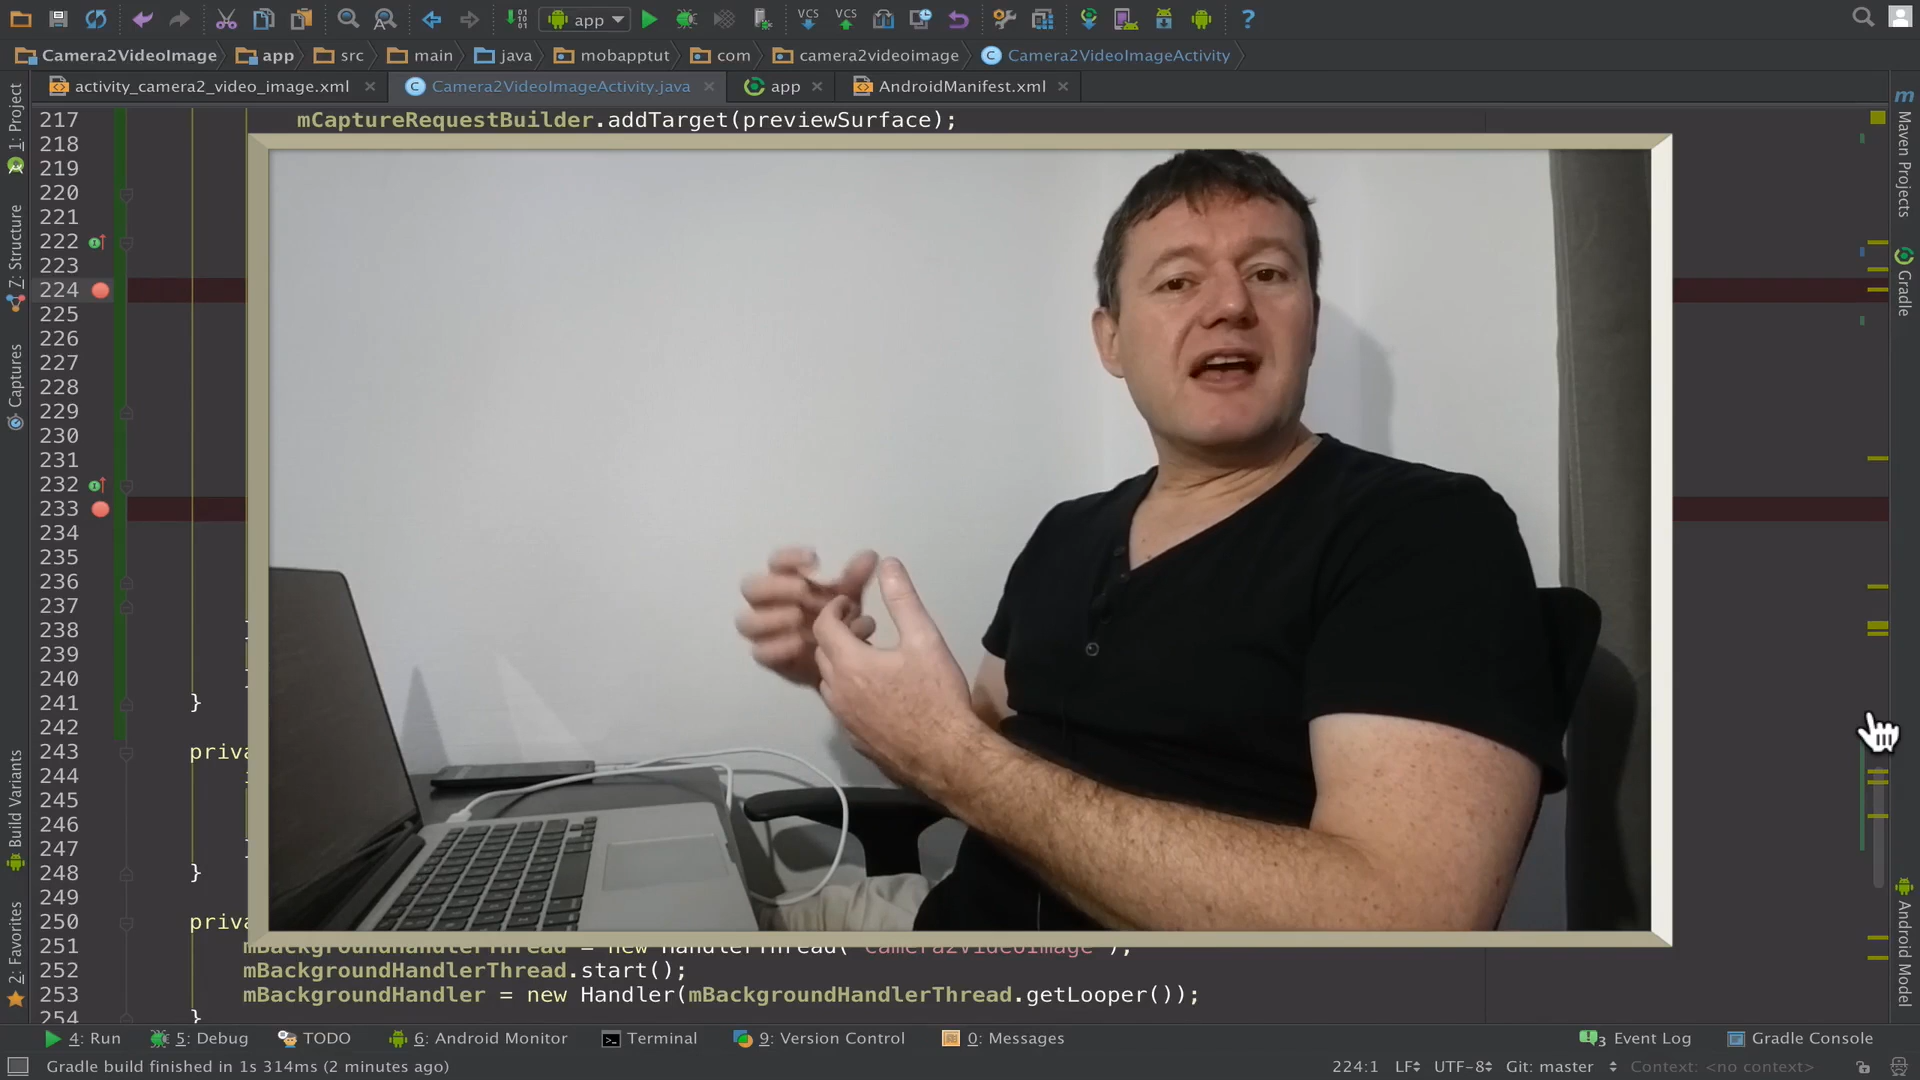 app
Camera2VideoImage app src main java mobapptut com camera2videoimage Camera2VideoImageActivity
activity_camera2_video_image.xml Camera2VideoImageActivity.java app AndroidManifest.xml
1: Project
7: Structure
Captures
Build Variants
2: Favorites
217 mCaptureRequestBuilder.addTarget(previewSurface);
218
219
220
221
222
223
224
225
226
227
228
229
230
231
232
233
234
235
236
237
238
239
240
241 }
242
243 priva
244
245
246
247
248 }
249
250 priva
251 mBackgroundHandlerThread = new HandlerThread("Camera2VideoImage");
252 mBackgroundHandlerThread.start();
253 mBackgroundHandler = new Handler(mBackgroundHandlerThread.getLooper());
254 }
Maven Projects
Gradle
Android Model
4: Run 5: Debug TODO 6: Android Monitor Terminal 9: Version Control 0: Messages 3 Event Log Gradle Console
Gradle build finished in 1s 314ms (2 minutes ago) 224:1 LF UTF-8 Git: master Context: <no context>